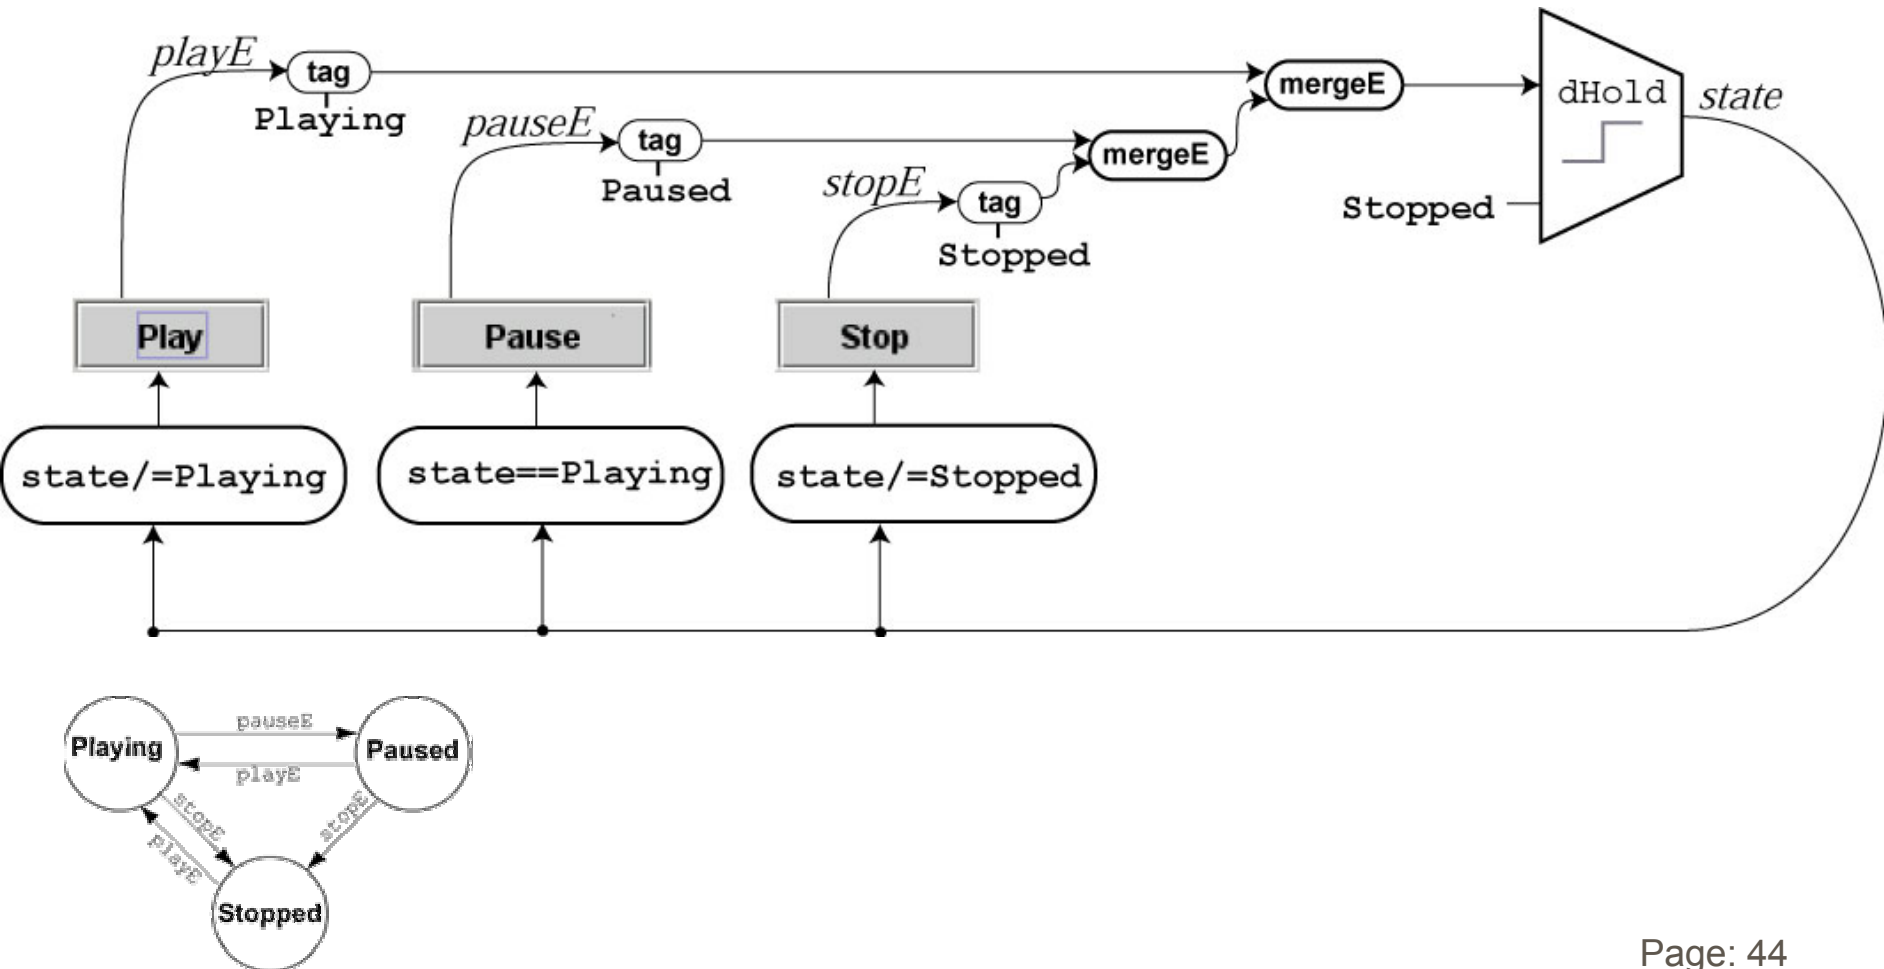 playE
tag
Playing
pauseE
tag
Paused
stopE
tag
Stopped
mergeE
mergeE
dHold
state
Stopped
Play
Pause
Stop
state/=Playing
state==Playing
state/=Stopped
Playing
pauseE
playE
Paused
stopE
playE
stopE
Stopped
Page: 44